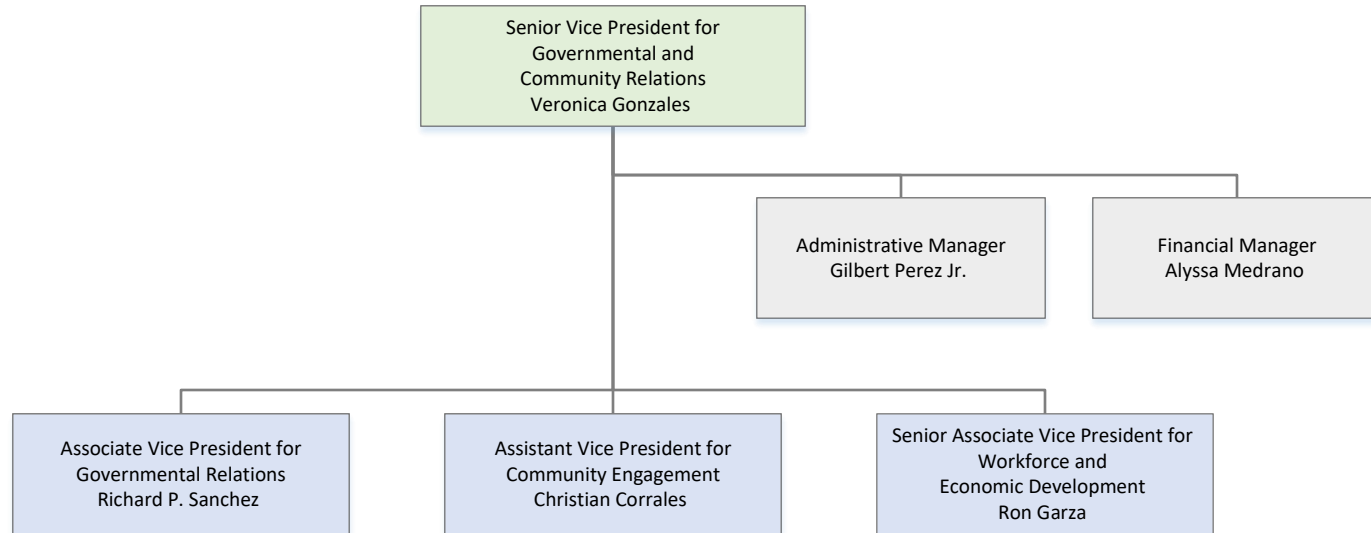 Senior Vice President for
Governmental and
Community Relations
Veronica Gonzales
Administrative Manager
Gilbert Perez Jr.
Financial Manager
Alyssa Medrano
Associate Vice President for
Governmental Relations
Richard P. Sanchez
Assistant Vice President for
Community Engagement
Christian Corrales
Senior Associate Vice President for
Workforce and
Economic Development
Ron Garza